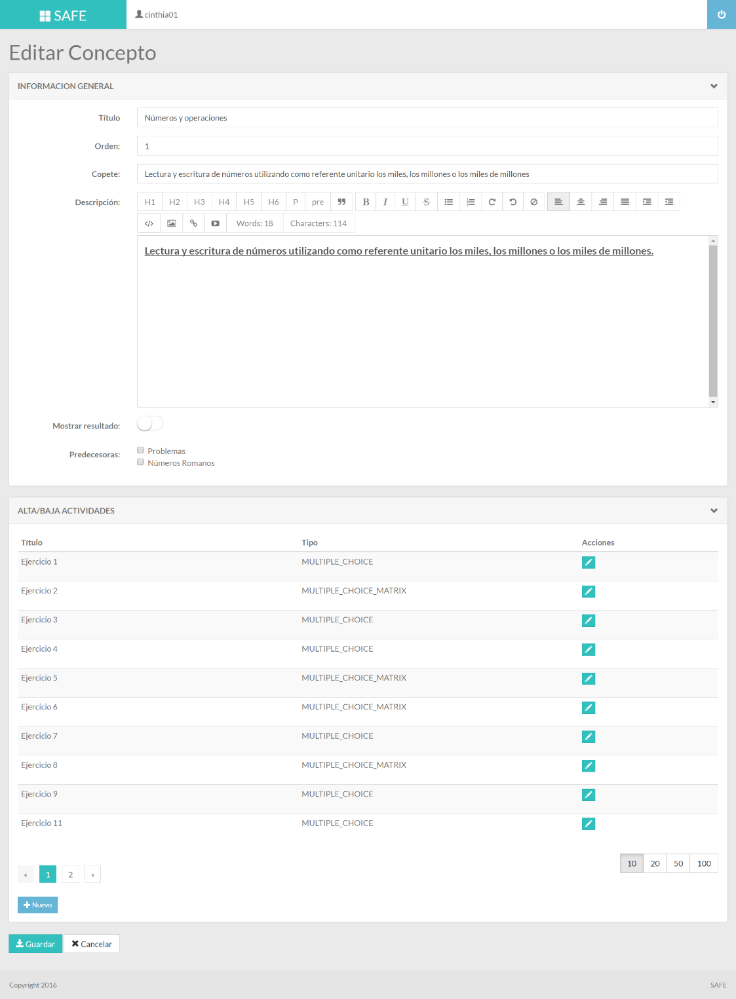 SAFE
cinthia01
Editar Concepto
INFORMACION GENERAL
Título
Números y operaciones
Orden:
1
Copete:
Lectura y escritura de números utilizando como referente unitario los miles, los millones o los miles de millones
Descripción:
H1 H2 H3 H4 H5 H6 P pre B I U S
Words: 18 Characters: 114
Lectura y escritura de números utilizando como referente unitario los miles, los millones o los miles de millones.
Mostrar resultado:
Predecesoras:
Problemas
Números Romanos
ALTA/BAJA ACTIVIDADES
Título Tipo Acciones
Ejercicio 1 MULTIPLE_CHOICE
Ejercicio 2 MULTIPLE_CHOICE_MATRIX
Ejercicio 3 MULTIPLE_CHOICE
Ejercicio 4 MULTIPLE_CHOICE
Ejercicio 5 MULTIPLE_CHOICE_MATRIX
Ejercicio 6 MULTIPLE_CHOICE_MATRIX
Ejercicio 7 MULTIPLE_CHOICE
Ejercicio 8 MULTIPLE_CHOICE_MATRIX
Ejercicio 9 MULTIPLE_CHOICE
Ejercicio 11 MULTIPLE_CHOICE
10 20 50 100
« 1 2 »
Nuevo
Guardar Cancelar
Copyright 2016 SAFE